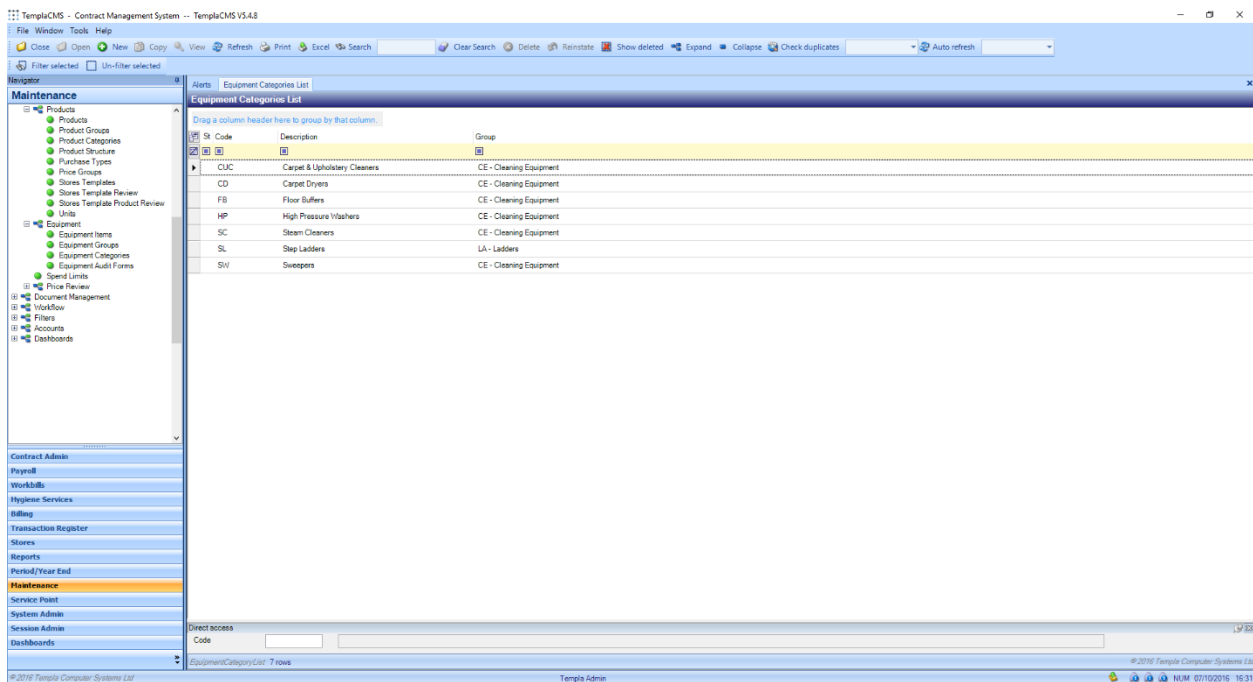 TemplaCMS - Contract Management System -- TemplaCMS V5.4.8
File Window Tools Help
Close Open New Copy View Refresh Print Excel Search Clear Search Delete Reinstate Show deleted Expand Collapse Check duplicates Auto refresh
Filter selected Un-filter selected
Navigator
Maintenance
Products
Products
Product Groups
Product Categories
Product Structure
Purchase Types
Price Groups
Stores Templates
Stores Template Review
Stores Template Product Review
Units
Equipment
Equipment Items
Equipment Groups
Equipment Categories
Equipment Audit Forms
Spend Limits
Price Review
Document Management
Workflow
Filters
Accounts
Dashboards
Contract Admin
Payroll
Workbills
Hygiene Services
Billing
Transaction Register
Stores
Reports
Period/Year End
Maintenance
Service Point
System Admin
Session Admin
Dashboards
Alerts Equipment Categories List
Equipment Categories List
Drag a column header here to group by that column.
St Code Description Group
CUC Carpet & Upholstery Cleaners CE - Cleaning Equipment
CD Carpet Dryers CE - Cleaning Equipment
FB Floor Buffers CE - Cleaning Equipment
HP High Pressure Washers CE - Cleaning Equipment
SC Steam Cleaners CE - Cleaning Equipment
SL Step Ladders LA - Ladders
SW Sweepers CE - Cleaning Equipment
Direct access
Code
EquipmentCategoryList 7 rows © 2016 Templa Computer Systems Ltd
© 2016 Templa Computer Systems Ltd Templa Admin NUM 07/10/2016 16:31